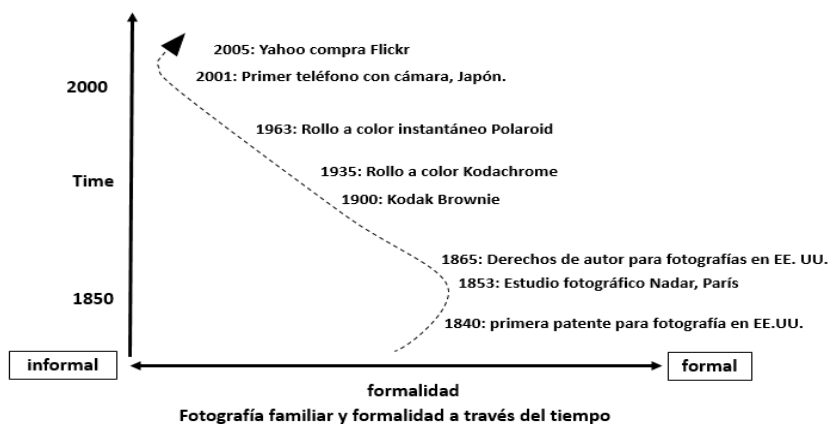 2005: Yahoo compra Flickr
2001: Primer teléfono con cámara, Japón.
2000
1963: Rollo a color instantáneo Polaroid
1935: Rollo a color Kodachrome
Time
1900: Kodak Brownie
1865: Derechos de autor para fotografías en EE. UU.
1853: Estudio fotográfico Nadar, París
1850
1840: primera patente para fotografía en EE.UU.
informal
formal
formalidad
Fotografía familiar y formalidad a través del tiempo